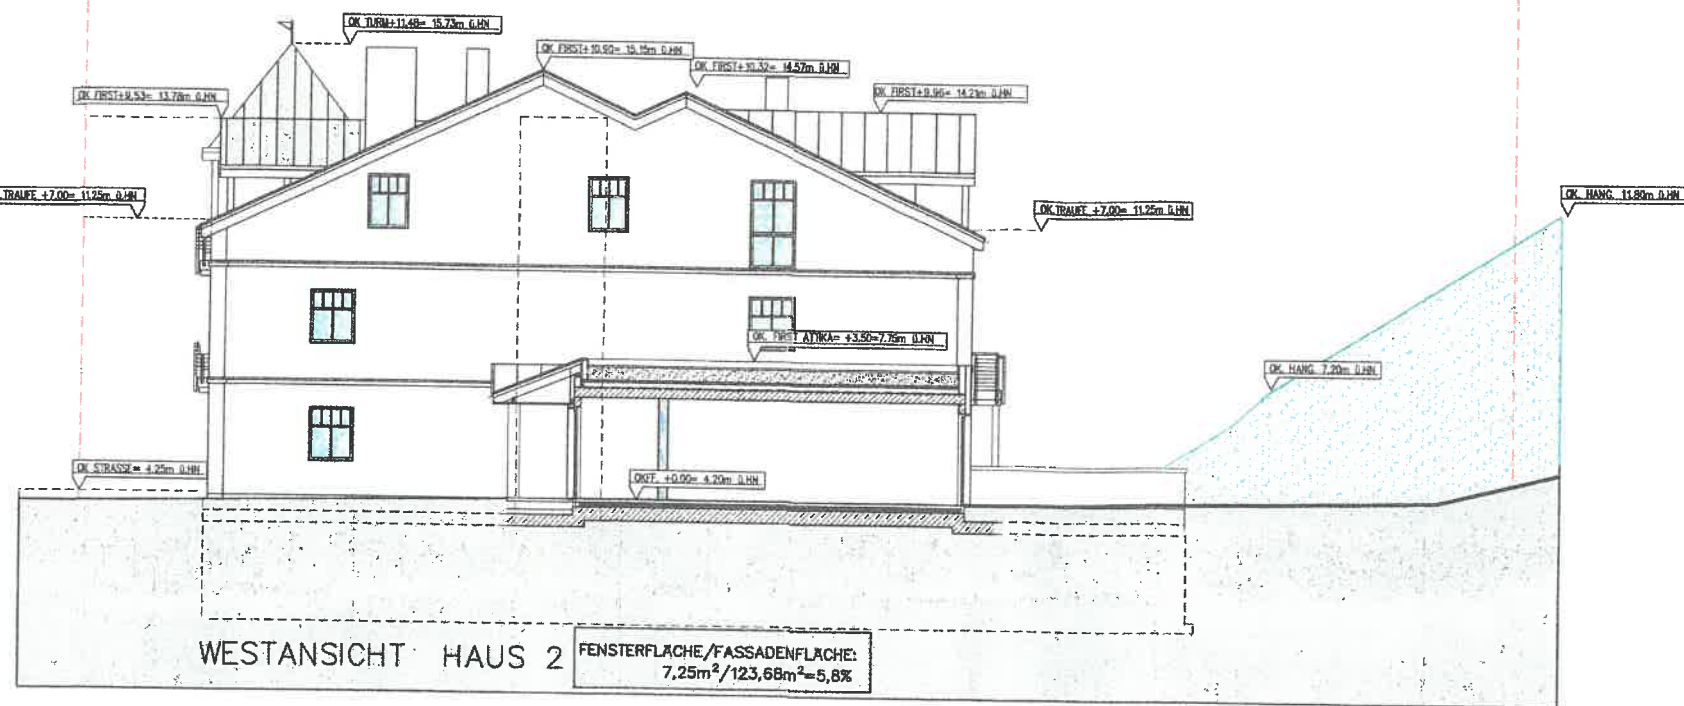 OK TURM+11.48= 15.73m ü.HN
OK FIRST+10.90= 15.15m ü.HN
OK FIRST+10.32= 14.57m ü.HN
OK FIRST+9.53= 13.78m ü.HN
OK FIRST+9.96= 14.21m ü.HN
TRAUFE +7.00= 11.25m ü.HN
OK. HANG. 11.80m ü.HN
OK.TRAUFE +7.00= 11.25m ü.HN
OK. FIRST ATTIKA= +3.50=7.75m ü.HN
OK. HANG. 7.20m ü.HN
OK STRASSE= 4.25m ü.HN
OKFF. +0.00= 4.20m ü.HN
WESTANSICHT HAUS 2
FENSTERFLÄCHE/FASSADENFLÄCHE:
7,25m²/123,68m²=5,8%